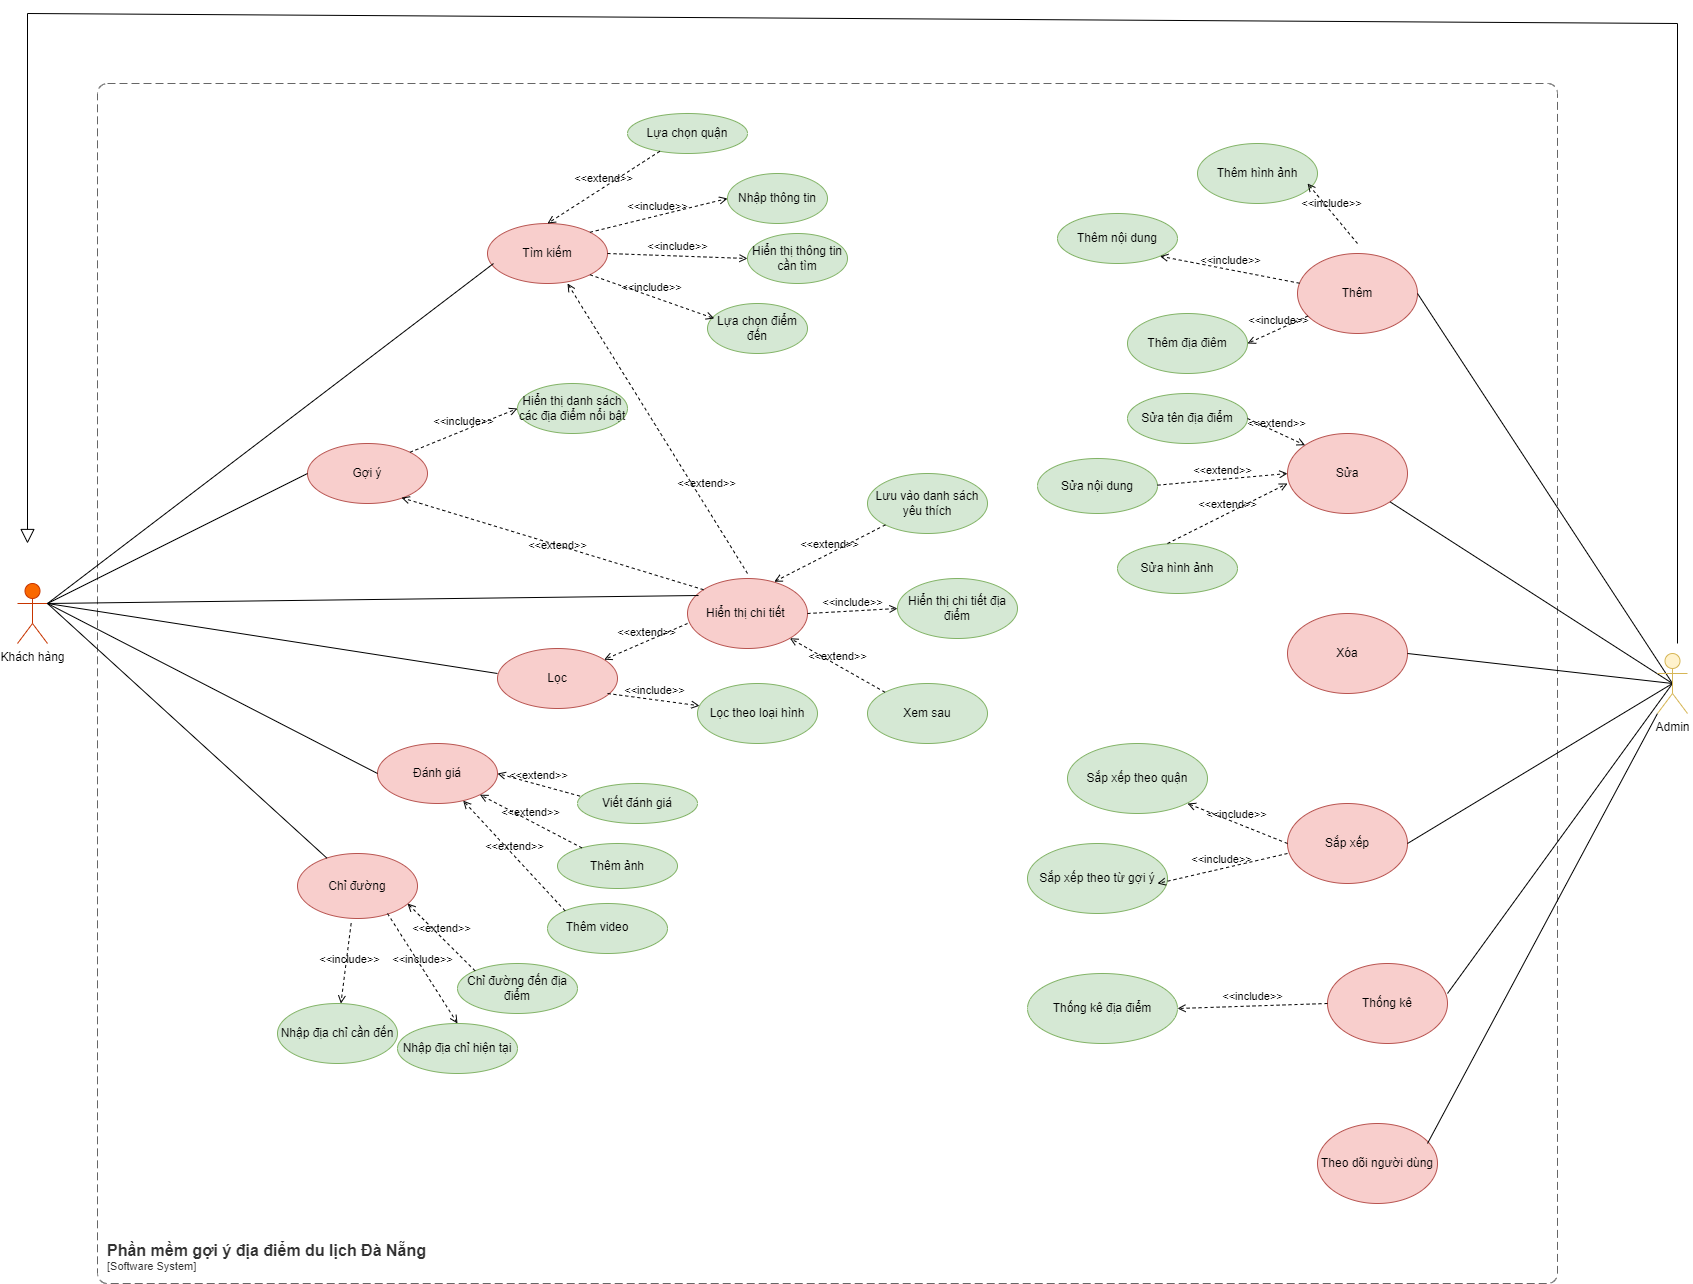 Lựa chọn quận
<<extend>>
Nhập thông tin
<<include>>
Tìm kiếm
<<include>>
Hiển thị thông tin
cần tìm
<<include>>
Lựa chọn điểm
đến
Hiển thị danh sách
các địa điểm nổi bật
<<include>>
Gợi ý
<<extend>>
<<extend>>
Lưu vào danh sách
yêu thích
<<extend>>
Hiển thị chi tiết
<<include>>
Hiển thị chi tiết địa
điểm
<<extend>>
<<extend>>
Xem sau
Lọc
<<include>>
Lọc theo loại hình
Khách hàng
Đánh giá
<<extend>>
Viết đánh giá
<<extend>>
Thêm ảnh
<<extend>>
Thêm video
Chỉ đường
<<extend>>
<<include>>
<<include>>
Chỉ đường đến địa
điểm
Nhập địa chỉ cần đến
Nhập địa chỉ hiện tại
Thêm hình ảnh
<<include>>
Thêm nội dung
<<include>>
Thêm
<<include>>
Thêm địa điêm
Sửa tên địa điểm
<<extend>>
Sửa
<<extend>>
Sửa nội dung
<<extend>>
Sửa hình ảnh
Xóa
Admin
Sắp xếp theo quận
<<include>>
Sắp xếp
<<include>>
Sắp xếp theo từ gợi ý
<<include>>
Thống kê
Thống kê địa điểm
Theo dõi người dùng
Phần mềm gợi ý địa điểm du lịch Đà Nẵng
[Software System]